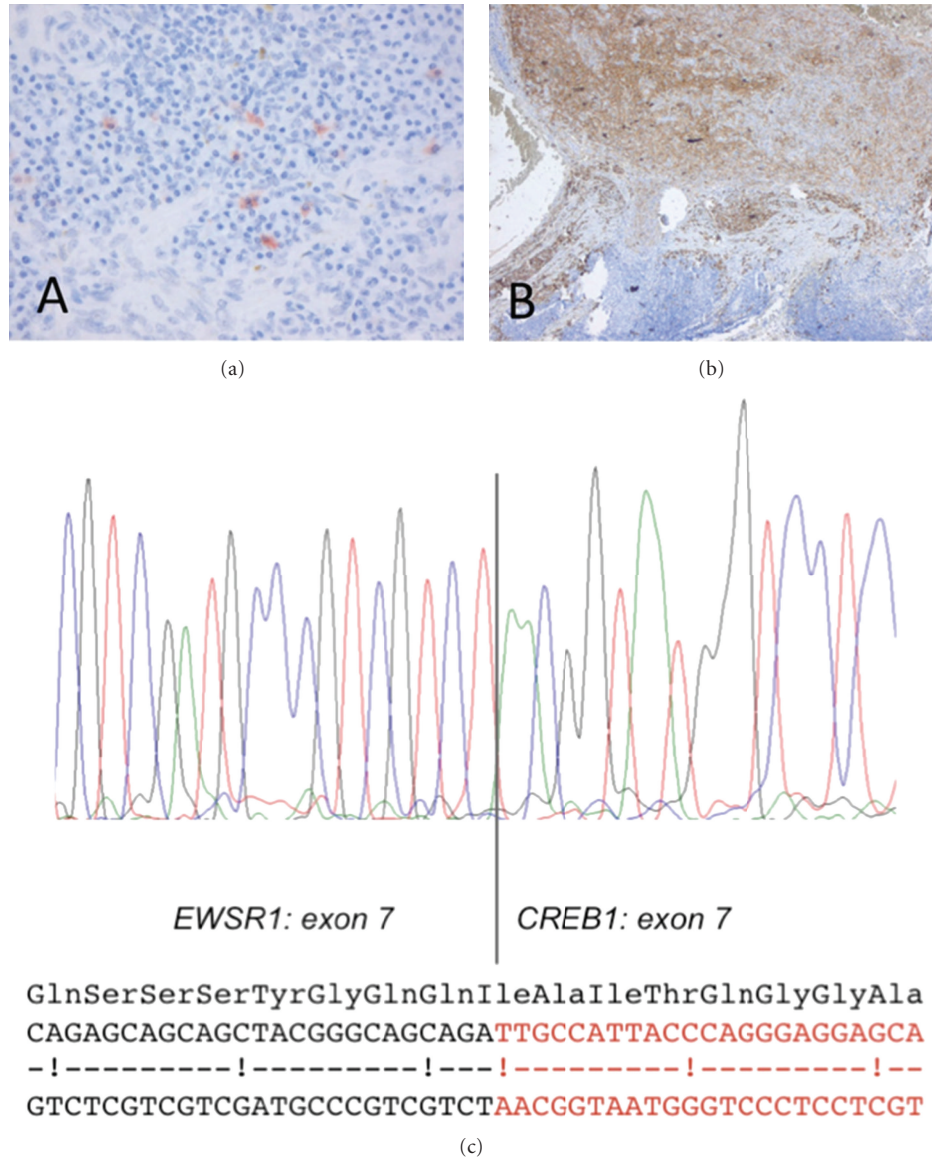 A
B
(a)
(b)
EWSR1: exon 7
CREB1: exon 7
GlnSerSerSerTyrGlyGlnGlnIleAlaIleThrGlnGlyGlyAla
CAGAGCAGCAGCTACGGGCAGCAGATTGCCATTACCCAGGGAGGAGCA
-!---------!---------!---!---------!---------!--
GTCTCGTCGTCGATGCCCGTCGTCTAACGGTAATGGGTCCCTCCTCGT
(c)